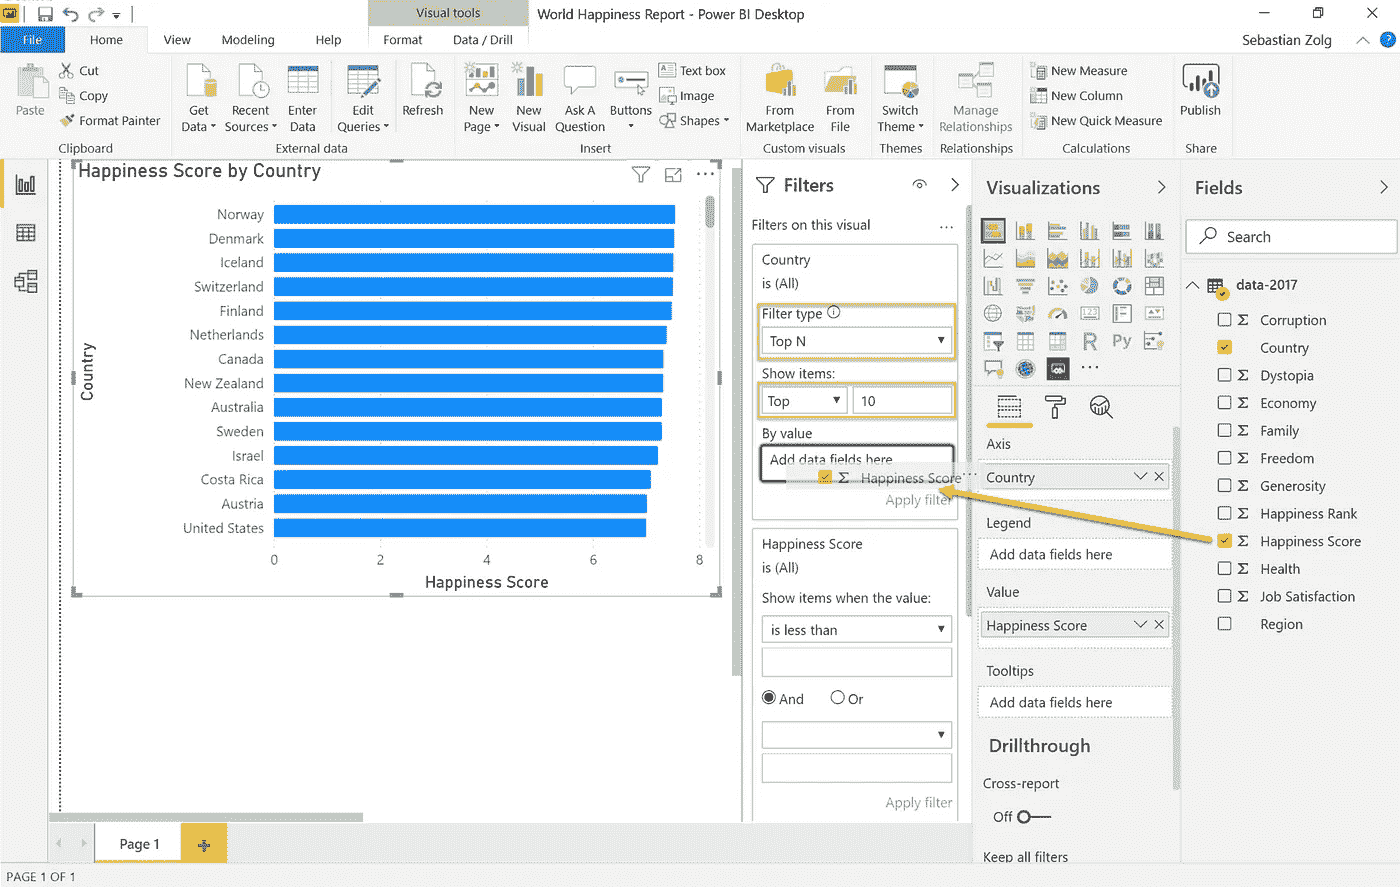 Visual tools
World Happiness Report - Power BI Desktop
File
Home
View
Modeling
Help
Format
Data / Drill
Sebastian Zolg
?
Paste
Cut
Copy
Format Painter
Clipboard
Get Data
Recent Sources
Enter Data
Edit Queries
Refresh
External data
New Page
New Visual
Ask A Question
Buttons
Text box
Image
Shapes
Insert
From Marketplace
From File
Custom visuals
Switch Theme
Themes
Manage Relationships
Relationships
New Measure
New Column
New Quick Measure
Calculations
Publish
Share
Happiness Score by Country
Country
Norway
Denmark
Iceland
Switzerland
Finland
Netherlands
Canada
New Zealand
Australia
Sweden
Israel
Costa Rica
Austria
United States
0 2 4 6 8
Happiness Score
Filters
Filters on this visual
...
Country
is (All)
Filter type
Top N
Show items:
Top
10
By value
Add data fields here
Happiness Score...
Apply filter
Happiness Score
is (All)
Show items when the value:
is less than
And
Or
Apply filter
Visualizations
R
Py
...
Axis
Country
Legend
Add data fields here
Value
Happiness Score
Tooltips
Add data fields here
Drillthrough
Cross-report
Off
Keep all filters
Fields
Search
data-2017
Corruption
Country
Dystopia
Economy
Family
Freedom
Generosity
Happiness Rank
Happiness Score
Health
Job Satisfaction
Region
Page 1
PAGE 1 OF 1